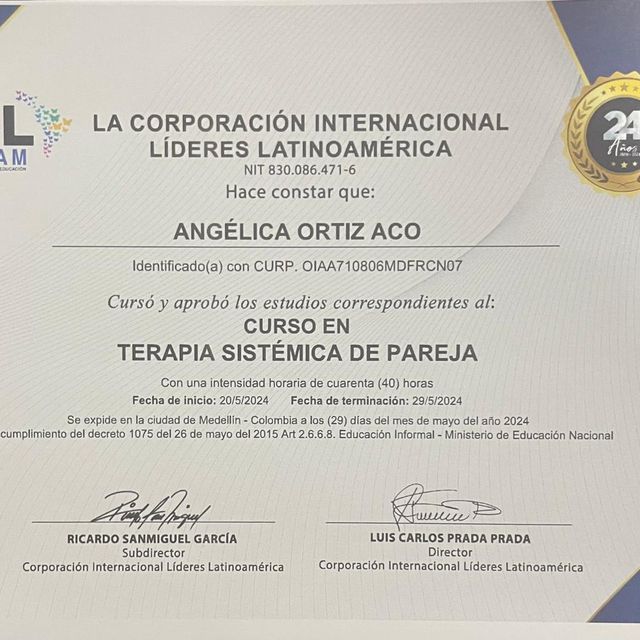 L
AM
EDUCACIÓN
LA CORPORACIÓN INTERNACIONAL
LÍDERES LATINOAMÉRICA
NIT 830.086.471-6
Hace constar que:
24
Años
ANGÉLICA ORTIZ ACO
Identificado(a) con CURP. OIAA710806MDFRCN07
Cursó y aprobó los estudios correspondientes al:
CURSO EN
TERAPIA SISTÉMICA DE PAREJA
Con una intensidad horaria de cuarenta (40) horas
Fecha de inicio: 20/5/2024 Fecha de terminación: 29/5/2024
Se expide en la ciudad de Medellín - Colombia a los (29) días del mes de mayo del año 2024
cumplimiento del decreto 1075 del 26 de mayo del 2015 Art 2.6.6.8. Educación Informal - Ministerio de Educación Nacional
RICARDO SANMIGUEL GARCÍA
Subdirector
Corporación Internacional Líderes Latinoamérica
LUIS CARLOS PRADA PRADA
Director
Corporación Internacional Líderes Latinoamérica